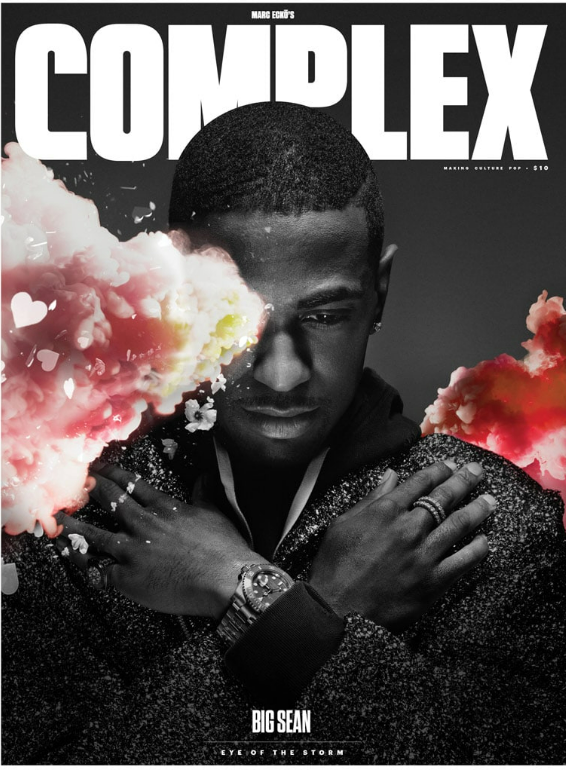 MARC ECKŌ'S
COMPLEX
MAKING CULTURE POP - $10
BIG SEAN
EYE OF THE STORM